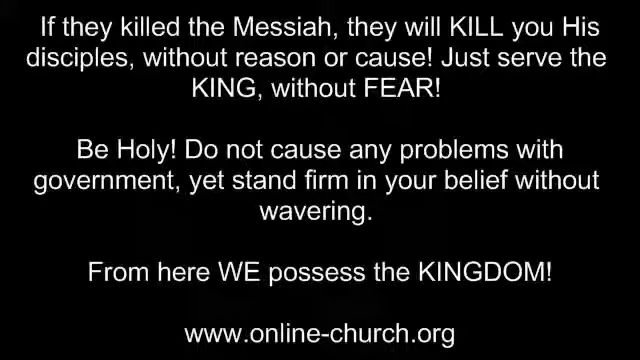 If they killed the Messiah, they will KILL you His
disciples, without reason or cause! Just serve the
KING, without FEAR!
Be Holy! Do not cause any problems with
government, yet stand firm in your belief without
wavering.
From here WE possess the KINGDOM!
www.online-church.org